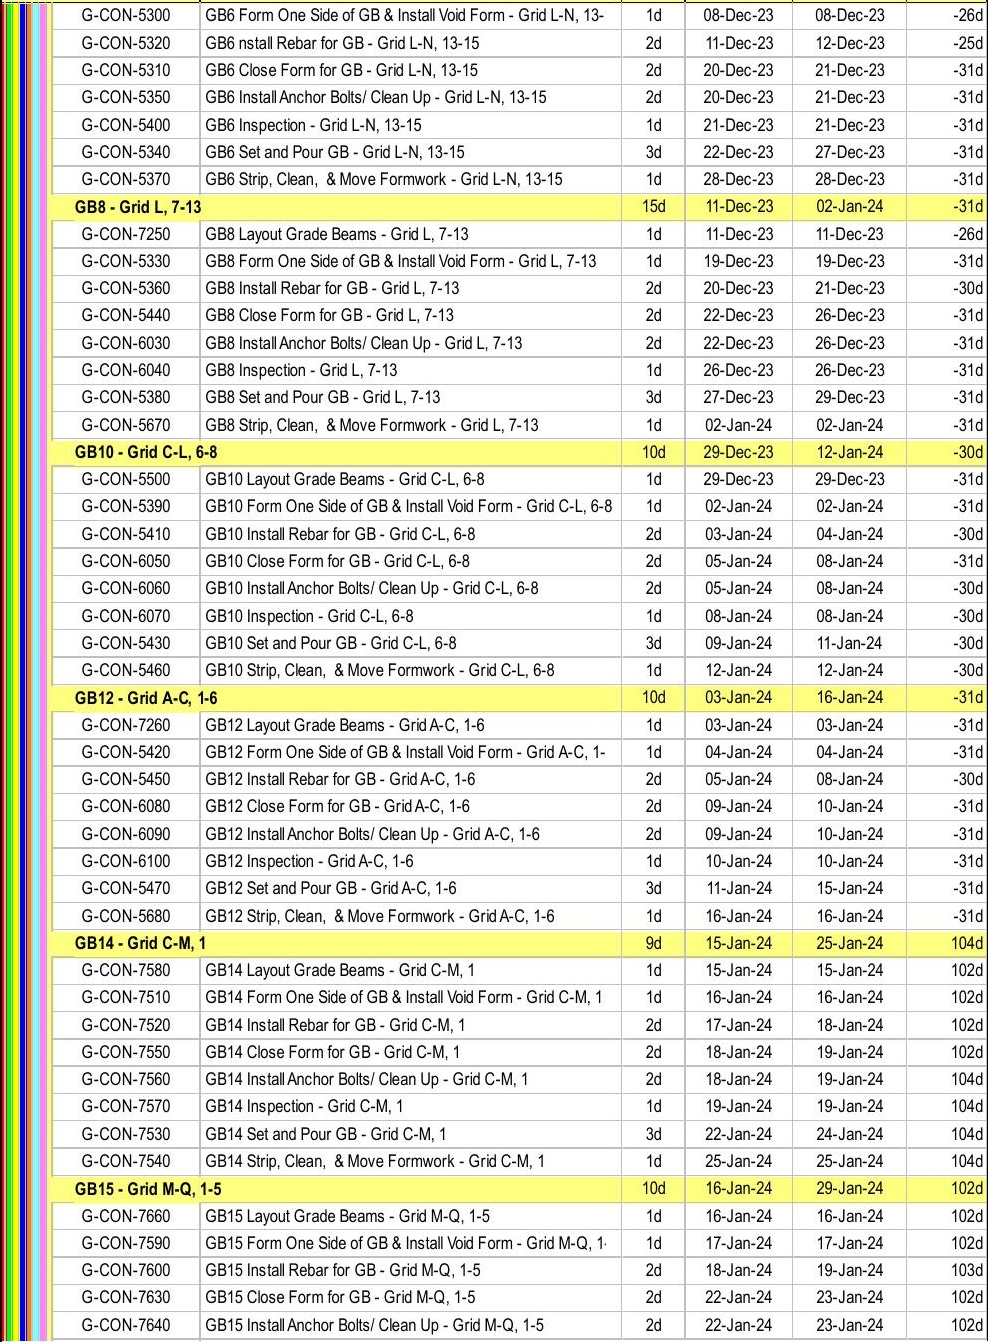 G-CON-5300 GB6 Form One Side of GB & Install Void Form - Grid L-N, 13- 1d 08-Dec-23 08-Dec-23 -26d
G-CON-5320 GB6 nstall Rebar for GB - Grid L-N, 13-15 2d 11-Dec-23 12-Dec-23 -25d
G-CON-5310 GB6 Close Form for GB - Grid L-N, 13-15 2d 20-Dec-23 21-Dec-23 -31d
G-CON-5350 GB6 Install Anchor Bolts/ Clean Up - Grid L-N, 13-15 2d 20-Dec-23 21-Dec-23 -31d
G-CON-5400 GB6 Inspection - Grid L-N, 13-15 1d 21-Dec-23 21-Dec-23 -31d
G-CON-5340 GB6 Set and Pour GB - Grid L-N, 13-15 3d 22-Dec-23 27-Dec-23 -31d
G-CON-5370 GB6 Strip, Clean, & Move Formwork - Grid L-N, 13-15 1d 28-Dec-23 28-Dec-23 -31d
GB8 - Grid L, 7-13 15d 11-Dec-23 02-Jan-24 -31d
G-CON-7250 GB8 Layout Grade Beams - Grid L, 7-13 1d 11-Dec-23 11-Dec-23 -26d
G-CON-5330 GB8 Form One Side of GB & Install Void Form - Grid L, 7-13 1d 19-Dec-23 19-Dec-23 -31d
G-CON-5360 GB8 Install Rebar for GB - Grid L, 7-13 2d 20-Dec-23 21-Dec-23 -30d
G-CON-5440 GB8 Close Form for GB - Grid L, 7-13 2d 22-Dec-23 26-Dec-23 -31d
G-CON-6030 GB8 Install Anchor Bolts/ Clean Up - Grid L, 7-13 2d 22-Dec-23 26-Dec-23 -31d
G-CON-6040 GB8 Inspection - Grid L, 7-13 1d 26-Dec-23 26-Dec-23 -31d
G-CON-5380 GB8 Set and Pour GB - Grid L, 7-13 3d 27-Dec-23 29-Dec-23 -31d
G-CON-5670 GB8 Strip, Clean, & Move Formwork - Grid L, 7-13 1d 02-Jan-24 02-Jan-24 -31d
GB10 - Grid C-L, 6-8 10d 29-Dec-23 12-Jan-24 -30d
G-CON-5500 GB10 Layout Grade Beams - Grid C-L, 6-8 1d 29-Dec-23 29-Dec-23 -31d
G-CON-5390 GB10 Form One Side of GB & Install Void Form - Grid C-L, 6-8 1d 02-Jan-24 02-Jan-24 -31d
G-CON-5410 GB10 Install Rebar for GB - Grid C-L, 6-8 2d 03-Jan-24 04-Jan-24 -30d
G-CON-6050 GB10 Close Form for GB - Grid C-L, 6-8 2d 05-Jan-24 08-Jan-24 -31d
G-CON-6060 GB10 Install Anchor Bolts/ Clean Up - Grid C-L, 6-8 2d 05-Jan-24 08-Jan-24 -30d
G-CON-6070 GB10 Inspection - Grid C-L, 6-8 1d 08-Jan-24 08-Jan-24 -30d
G-CON-5430 GB10 Set and Pour GB - Grid C-L, 6-8 3d 09-Jan-24 11-Jan-24 -30d
G-CON-5460 GB10 Strip, Clean, & Move Formwork - Grid C-L, 6-8 1d 12-Jan-24 12-Jan-24 -30d
GB12 - Grid A-C, 1-6 10d 03-Jan-24 16-Jan-24 -31d
G-CON-7260 GB12 Layout Grade Beams - Grid A-C, 1-6 1d 03-Jan-24 03-Jan-24 -31d
G-CON-5420 GB12 Form One Side of GB & Install Void Form - Grid A-C, 1- 1d 04-Jan-24 04-Jan-24 -31d
G-CON-5450 GB12 Install Rebar for GB - Grid A-C, 1-6 2d 05-Jan-24 08-Jan-24 -30d
G-CON-6080 GB12 Close Form for GB - Grid A-C, 1-6 2d 09-Jan-24 10-Jan-24 -31d
G-CON-6090 GB12 Install Anchor Bolts/ Clean Up - Grid A-C, 1-6 2d 09-Jan-24 10-Jan-24 -31d
G-CON-6100 GB12 Inspection - Grid A-C, 1-6 1d 10-Jan-24 10-Jan-24 -31d
G-CON-5470 GB12 Set and Pour GB - Grid A-C, 1-6 3d 11-Jan-24 15-Jan-24 -31d
G-CON-5680 GB12 Strip, Clean, & Move Formwork - Grid A-C, 1-6 1d 16-Jan-24 16-Jan-24 -31d
GB14 - Grid C-M, 1 9d 15-Jan-24 25-Jan-24 104d
G-CON-7580 GB14 Layout Grade Beams - Grid C-M, 1 1d 15-Jan-24 15-Jan-24 102d
G-CON-7510 GB14 Form One Side of GB & Install Void Form - Grid C-M, 1 1d 16-Jan-24 16-Jan-24 102d
G-CON-7520 GB14 Install Rebar for GB - Grid C-M, 1 2d 17-Jan-24 18-Jan-24 102d
G-CON-7550 GB14 Close Form for GB - Grid C-M, 1 2d 18-Jan-24 19-Jan-24 102d
G-CON-7560 GB14 Install Anchor Bolts/ Clean Up - Grid C-M, 1 2d 18-Jan-24 19-Jan-24 104d
G-CON-7570 GB14 Inspection - Grid C-M, 1 1d 19-Jan-24 19-Jan-24 104d
G-CON-7530 GB14 Set and Pour GB - Grid C-M, 1 3d 22-Jan-24 24-Jan-24 104d
G-CON-7540 GB14 Strip, Clean, & Move Formwork - Grid C-M, 1 1d 25-Jan-24 25-Jan-24 104d
GB15 - Grid M-Q, 1-5 10d 16-Jan-24 29-Jan-24 102d
G-CON-7660 GB15 Layout Grade Beams - Grid M-Q, 1-5 1d 16-Jan-24 16-Jan-24 102d
G-CON-7590 GB15 Form One Side of GB & Install Void Form - Grid M-Q, 1- 1d 17-Jan-24 17-Jan-24 102d
G-CON-7600 GB15 Install Rebar for GB - Grid M-Q, 1-5 2d 18-Jan-24 19-Jan-24 103d
G-CON-7630 GB15 Close Form for GB - Grid M-Q, 1-5 2d 22-Jan-24 23-Jan-24 102d
G-CON-7640 GB15 Install Anchor Bolts/ Clean Up - Grid M-Q, 1-5 2d 22-Jan-24 23-Jan-24 102d